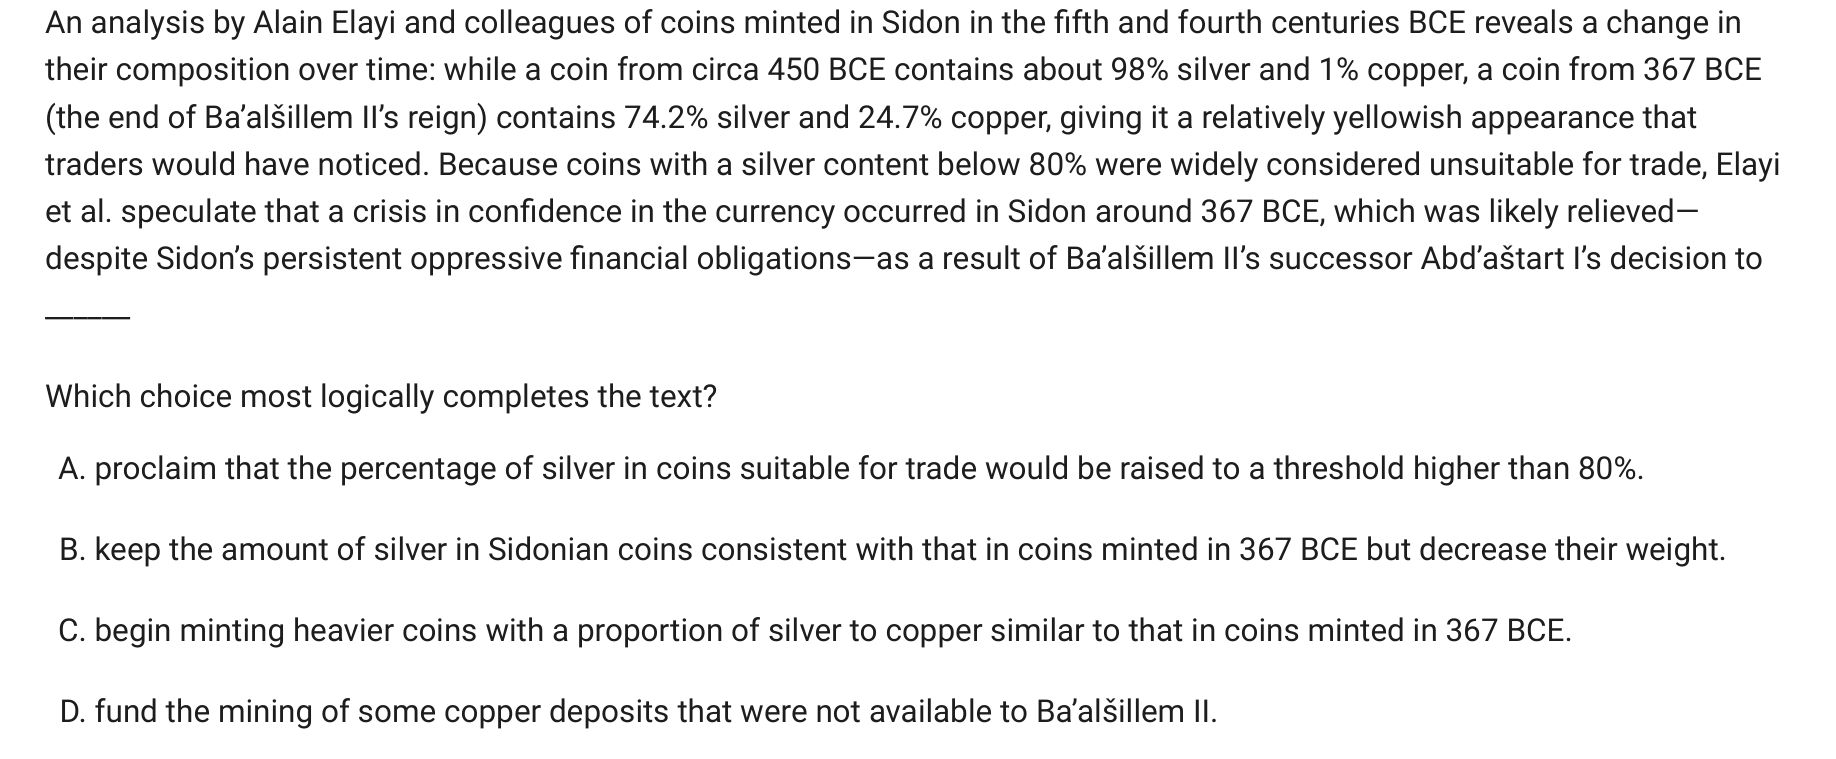 An analysis by Alain Elayi and colleagues of coins minted in Sidon in the fifth and fourth centuries BCE reveals a change in
their composition over time: while a coin from circa 450 BCE contains about 98% silver and 1% copper, a coin from 367 BCE
(the end of Ba’alšillem II’s reign) contains 74.2% silver and 24.7% copper, giving it a relatively yellowish appearance that
traders would have noticed. Because coins with a silver content below 80% were widely considered unsuitable for trade, Elayi
et al. speculate that a crisis in confidence in the currency occurred in Sidon around 367 BCE, which was likely relieved—
despite Sidon’s persistent oppressive financial obligations—as a result of Ba’alšillem II’s successor Abd’aštart I’s decision to
______
Which choice most logically completes the text?
A. proclaim that the percentage of silver in coins suitable for trade would be raised to a threshold higher than 80%.
B. keep the amount of silver in Sidonian coins consistent with that in coins minted in 367 BCE but decrease their weight.
C. begin minting heavier coins with a proportion of silver to copper similar to that in coins minted in 367 BCE.
D. fund the mining of some copper deposits that were not available to Ba’alšillem II.